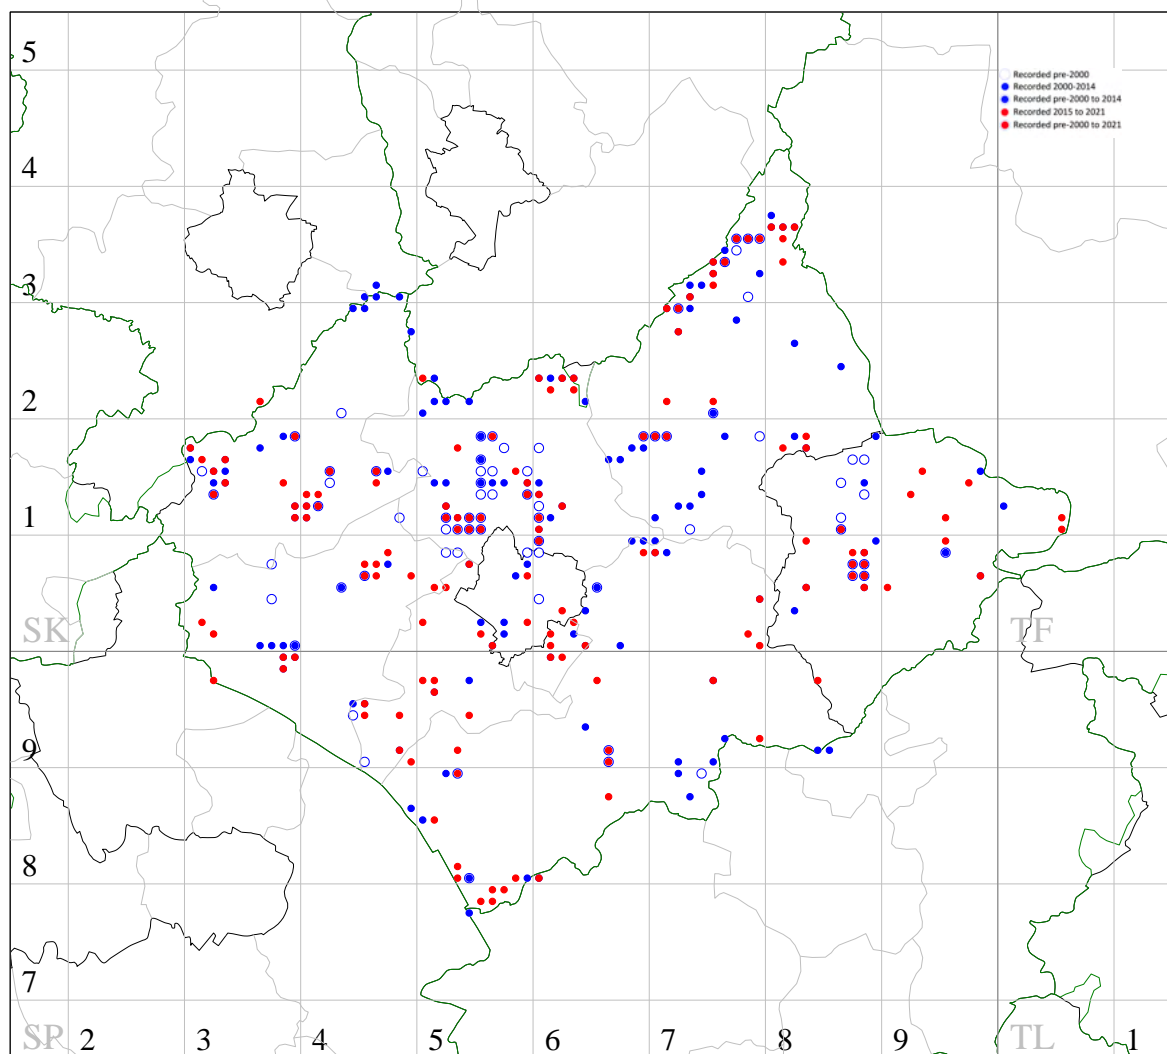 5
Recorded pre-2000
Recorded 2000-2014
Recorded pre-2000 to 2014
Recorded 2015 to 2021
Recorded pre-2000 to 2021
4
3
2
1
SK
TF
9
8
7
SP 2 3 4 5 6 7 8 9 TL 1